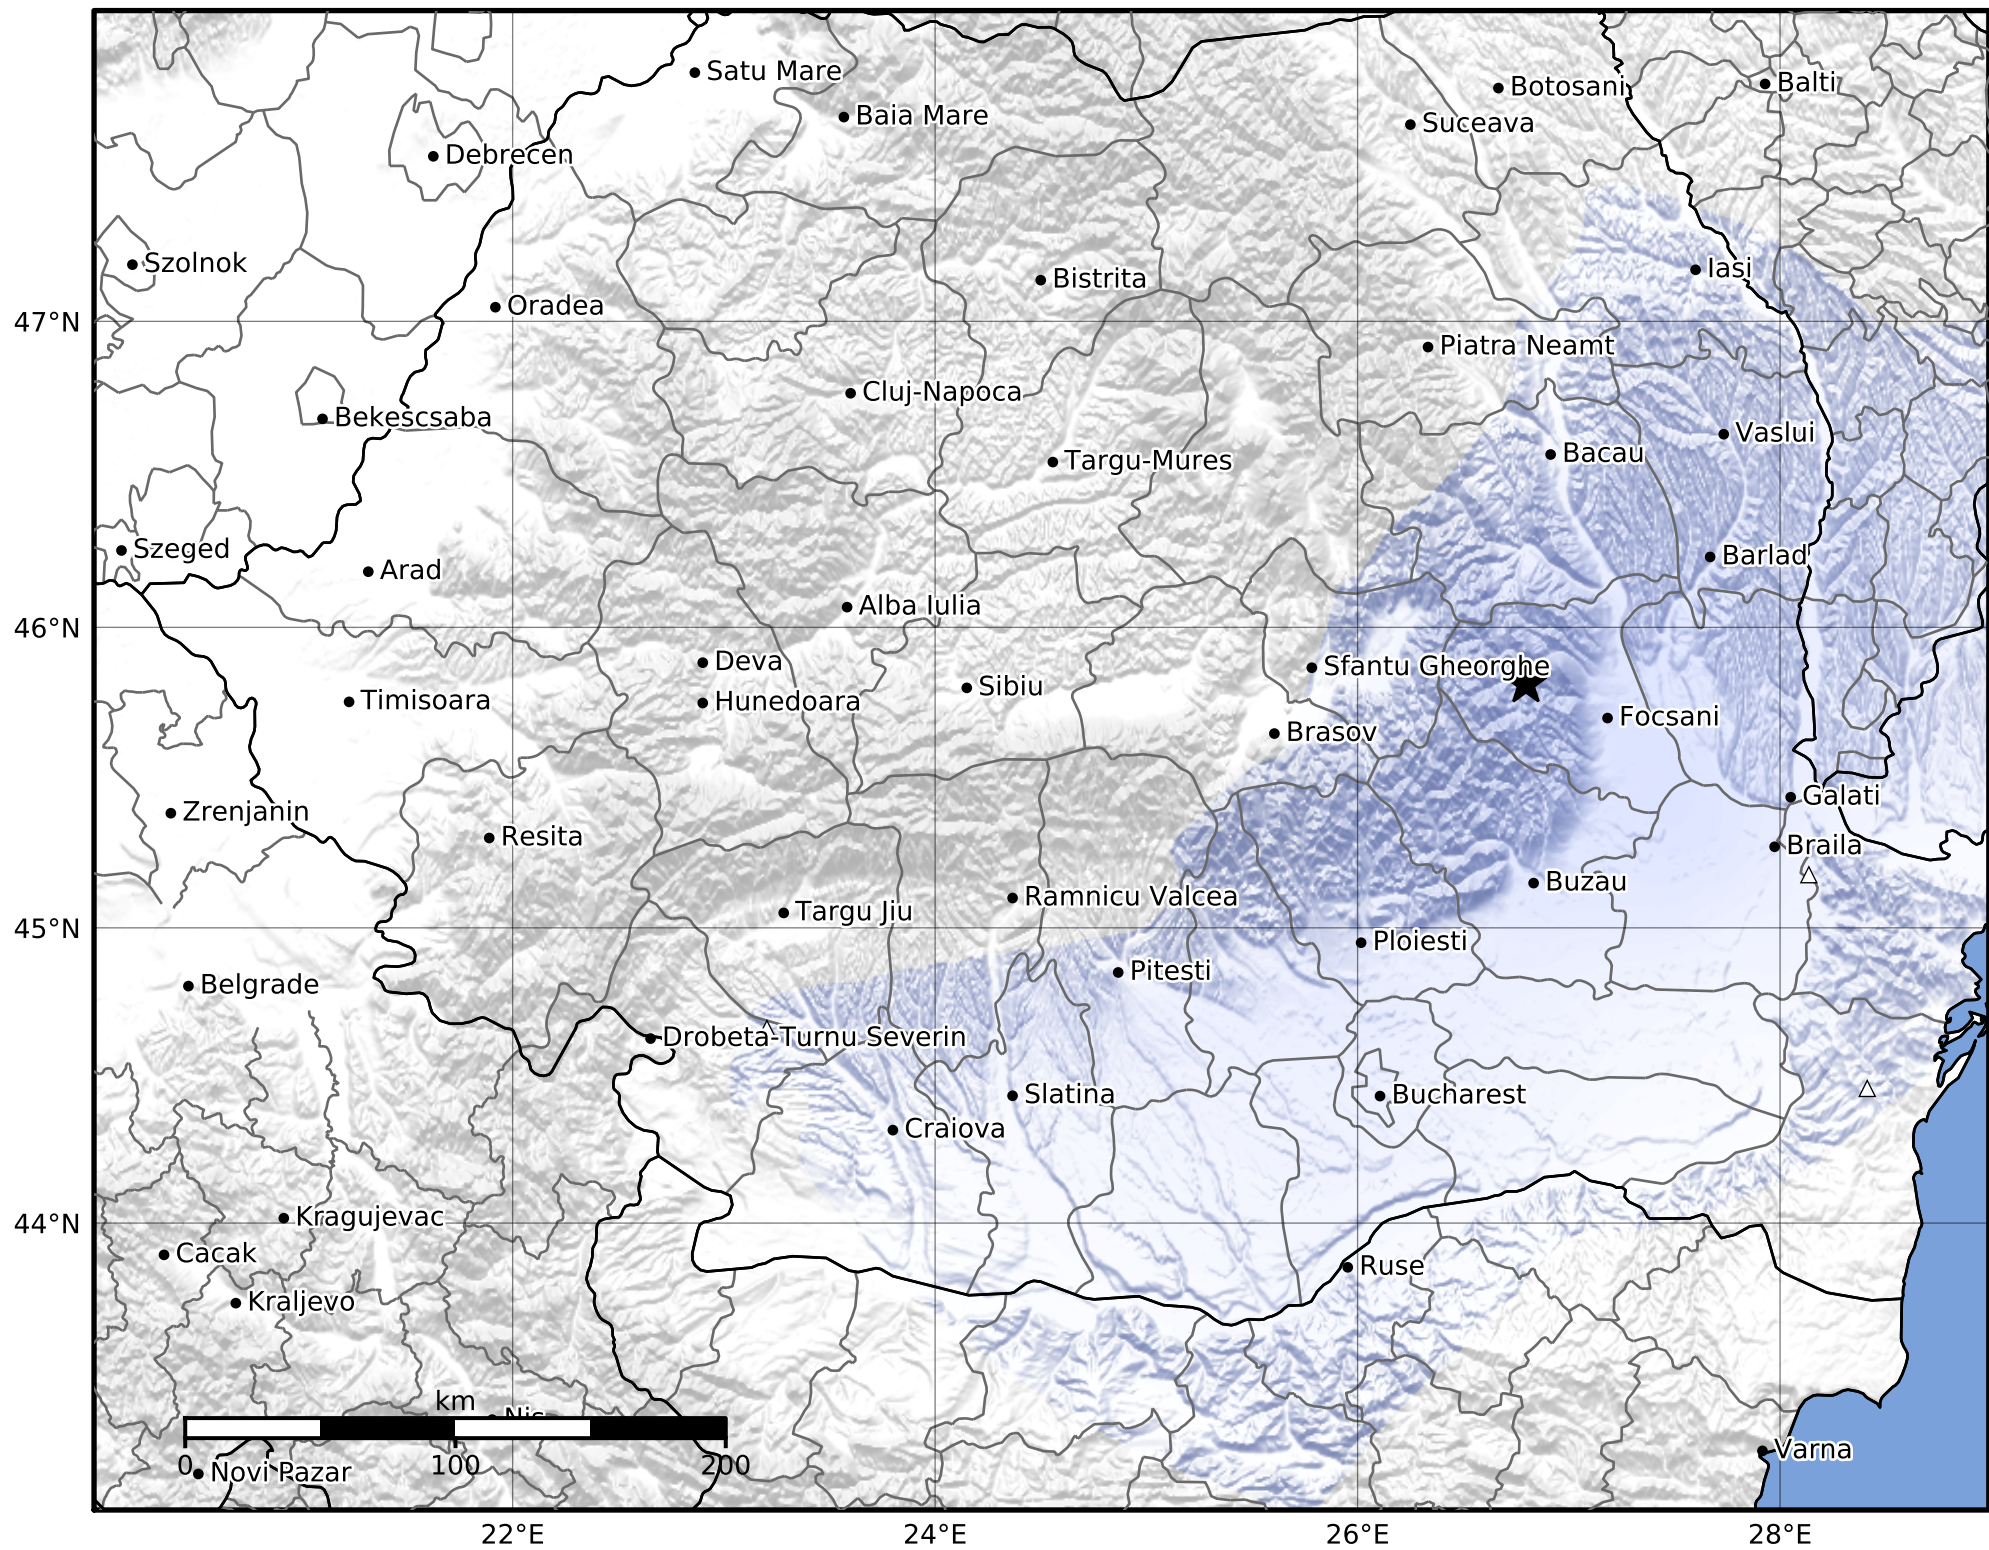 Satu Mare
Botosani
Balti
Baia Mare
Suceava
Debrecen
Szolnok
Iasi
Bistrita
Oradea
47°N
Piatra Neamt
Cluj-Napoca
Bekescsaba
Vaslui
Bacau
Targu-Mures
Szeged
Barlad
Arad
Alba Iulia
46°N
Deva
Sfantu Gheorghe
Sibiu
Timisoara
Hunedoara
Focsani
Brasov
Galati
Zrenjanin
Resita
Braila
Buzau
Ramnicu Valcea
Targu Jiu
45°N
Ploiesti
Pitesti
Belgrade
Drobeta-Turnu Severin
Slatina
Bucharest
Craiova
Kragujevac
44°N
Cacak
Ruse
Kraljevo
km
Nis
Varna
0 100 200
Novi Pazar
22°E 24°E 26°E 28°E